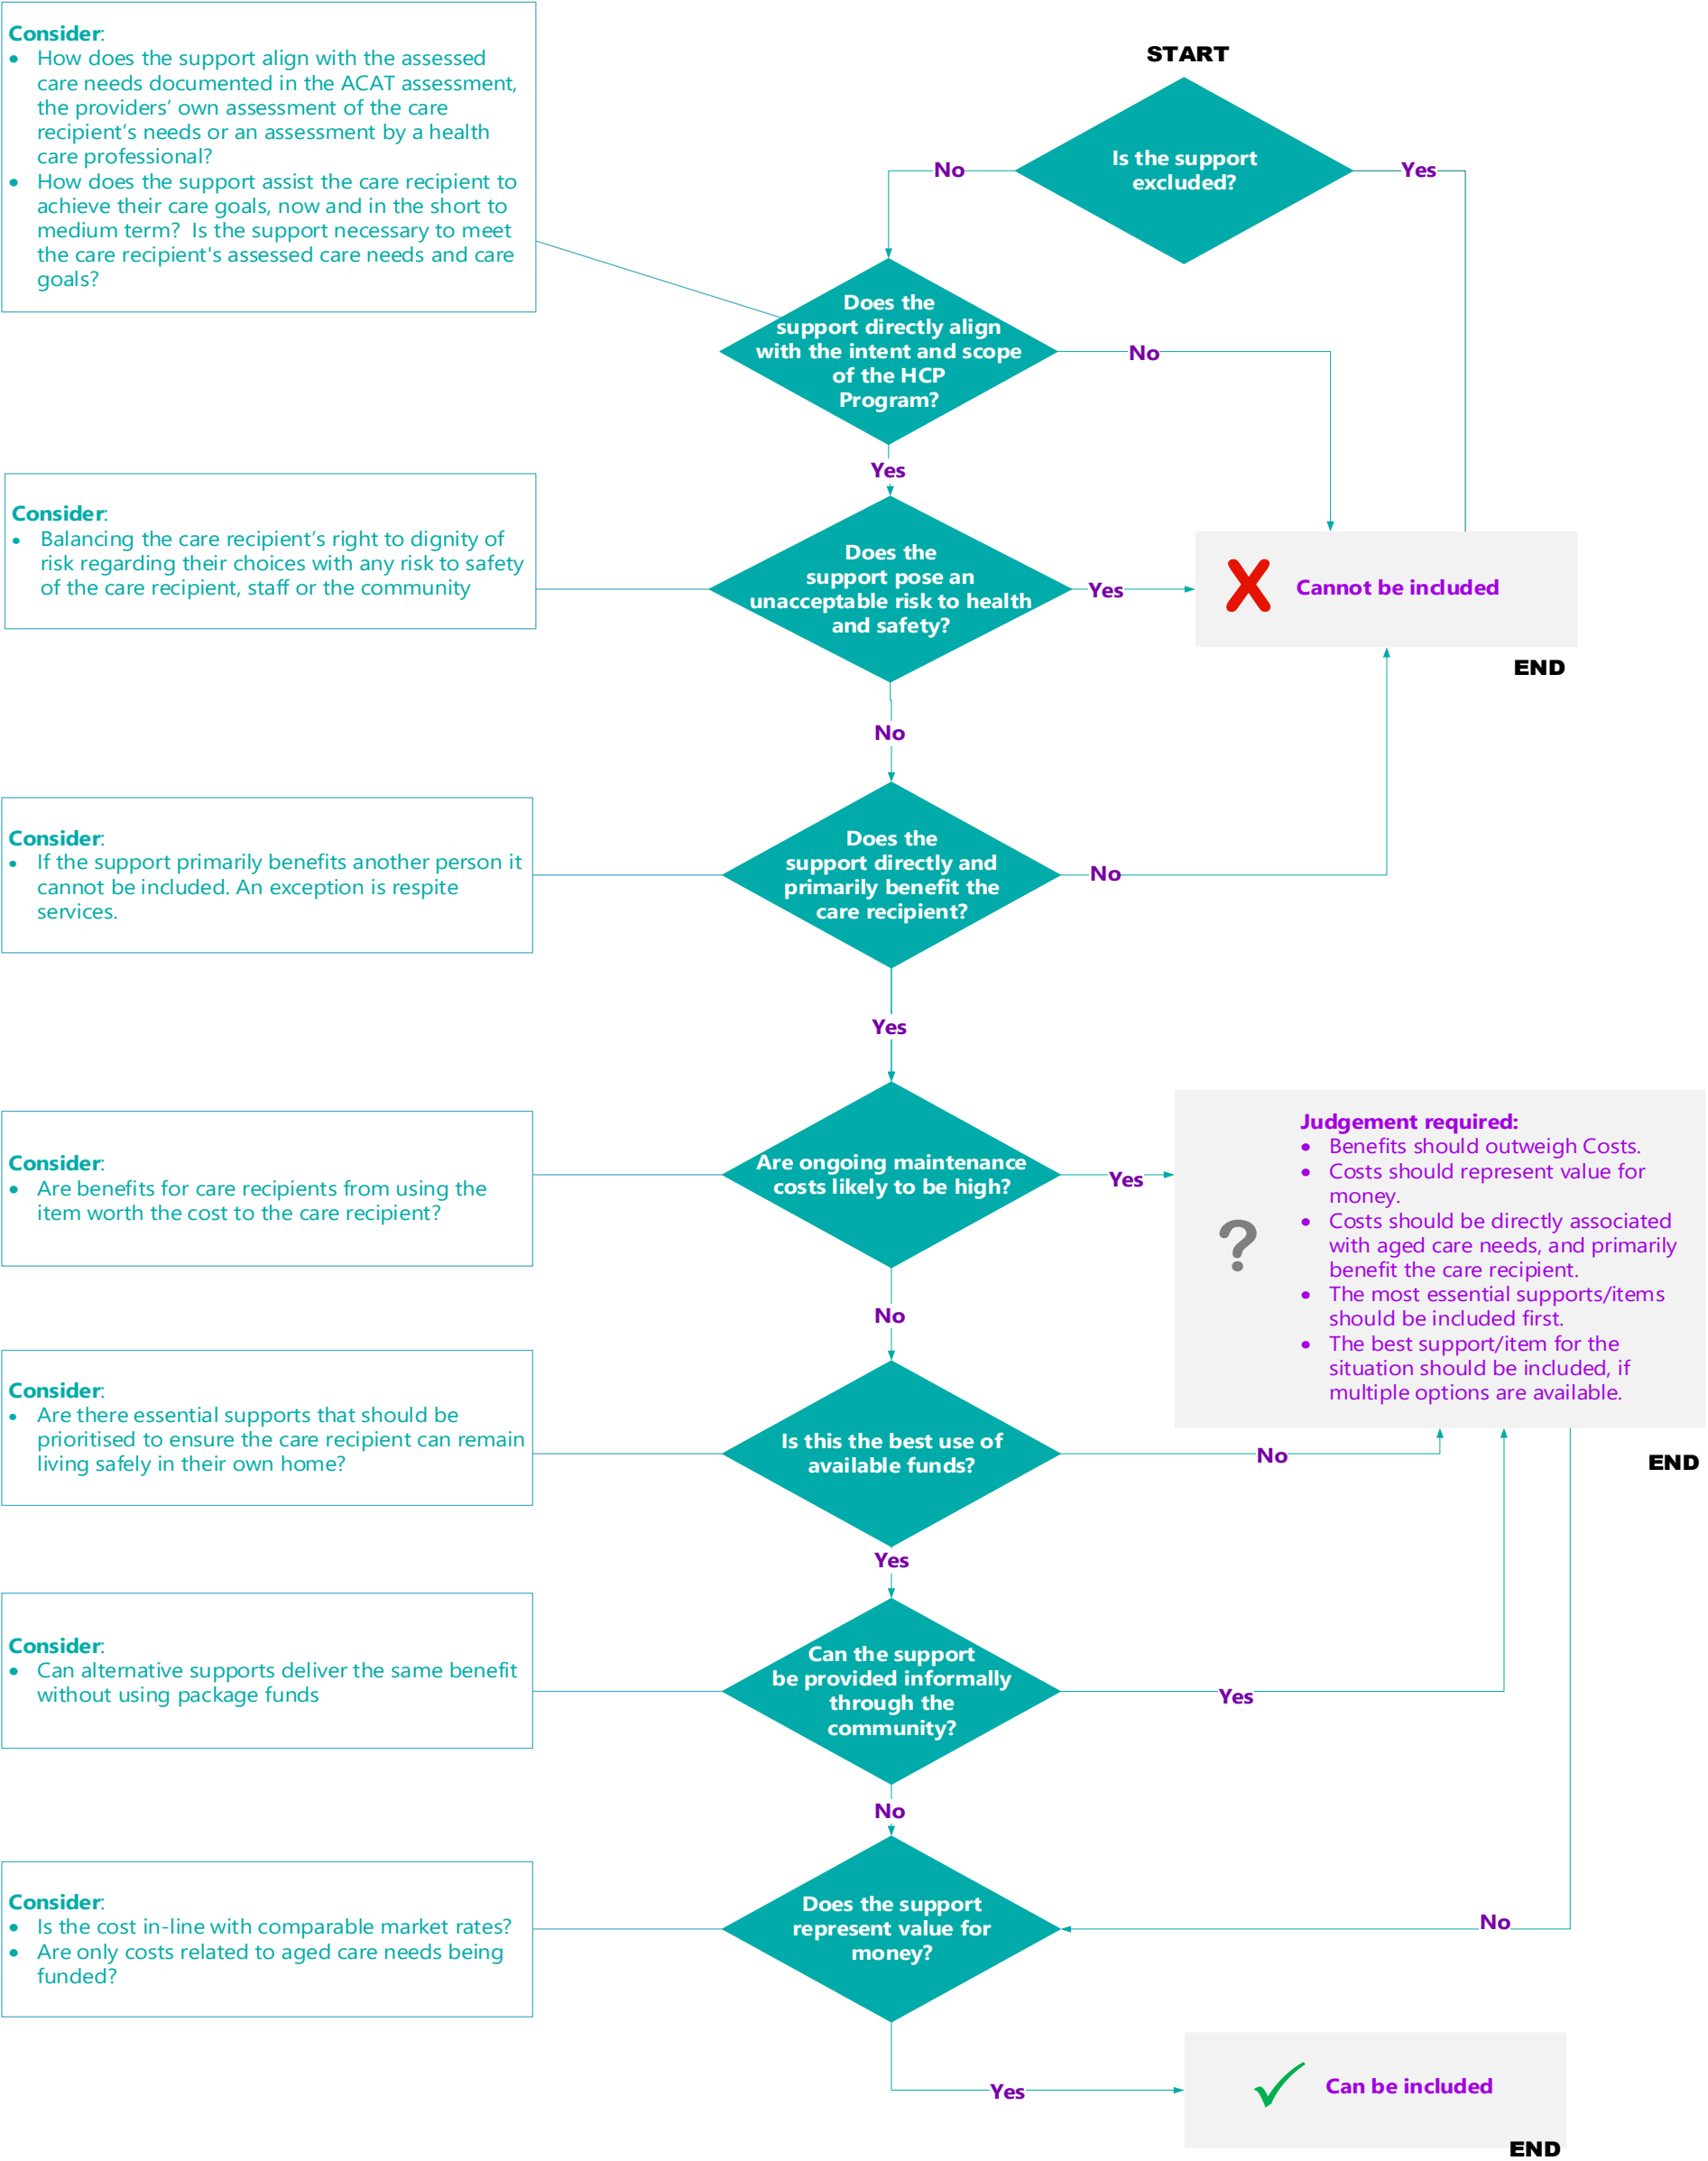 START
Is the support
excluded?
No
Yes
Consider:
• How does the support align with the assessed
care needs documented in the ACAT assessment,
the providers’ own assessment of the care
recipient’s needs or an assessment by a health
care professional?
• How does the support assist the care recipient to
achieve their care goals, now and in the short to
medium term?  Is the support necessary to meet
the care recipient's assessed care needs and care
goals?
Does the
support directly align
with the intent and scope
of the HCP
Program?
No
Yes
Consider:
• Balancing the care recipient’s right to dignity of
risk regarding their choices with any risk to safety
of the care recipient, staff or the community
Does the
support pose an
unacceptable risk to health
and safety?
Yes
X Cannot be included
END
No
Consider:
• If the support primarily benefits another person it
cannot be included. An exception is respite
services.
Does the
support directly and
primarily benefit the
care recipient?
No
Yes
Consider:
• Are benefits for care recipients from using the
item worth the cost to the care recipient?
Are ongoing maintenance
costs likely to be high?
Yes
?
Judgement required:
• Benefits should outweigh Costs.
• Costs should represent value for
money.
• Costs should be directly associated
with aged care needs, and primarily
benefit the care recipient.
• The most essential supports/items
should be included first.
• The best support/item for the
situation should be included, if
multiple options are available.
END
No
Consider:
• Are there essential supports that should be
prioritised to ensure the care recipient can remain
living safely in their own home?
Is this the best use of
available funds?
No
Yes
Consider:
• Can alternative supports deliver the same benefit
without using package funds
Can the support
be provided informally
through the
community?
Yes
No
Consider:
• Is the cost in-line with comparable market rates?
• Are only costs related to aged care needs being
funded?
Does the support
represent value for
money?
No
Yes
Can be included
END